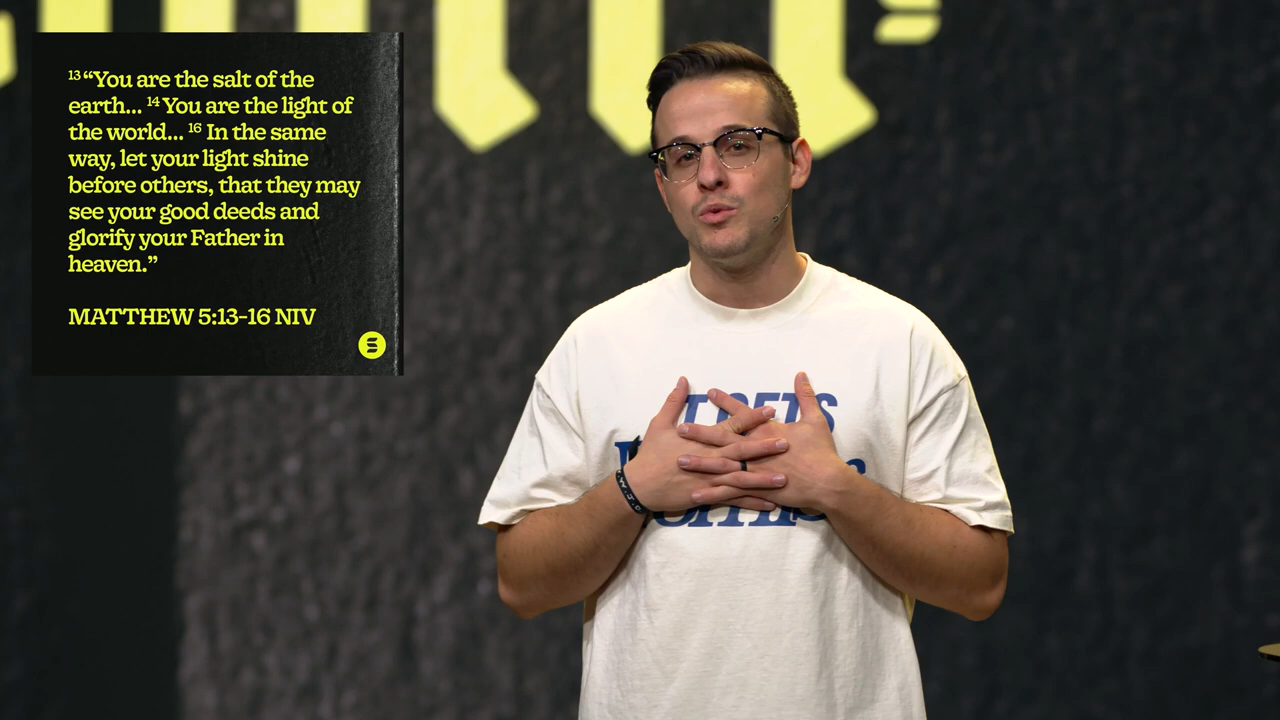 13 “You are the salt of the
earth... 14 You are the light of
the world... 16 In the same
way, let your light shine
before others, that they may
see your good deeds and
glorify your Father in
heaven.”
MATTHEW 5:13-16 NIV